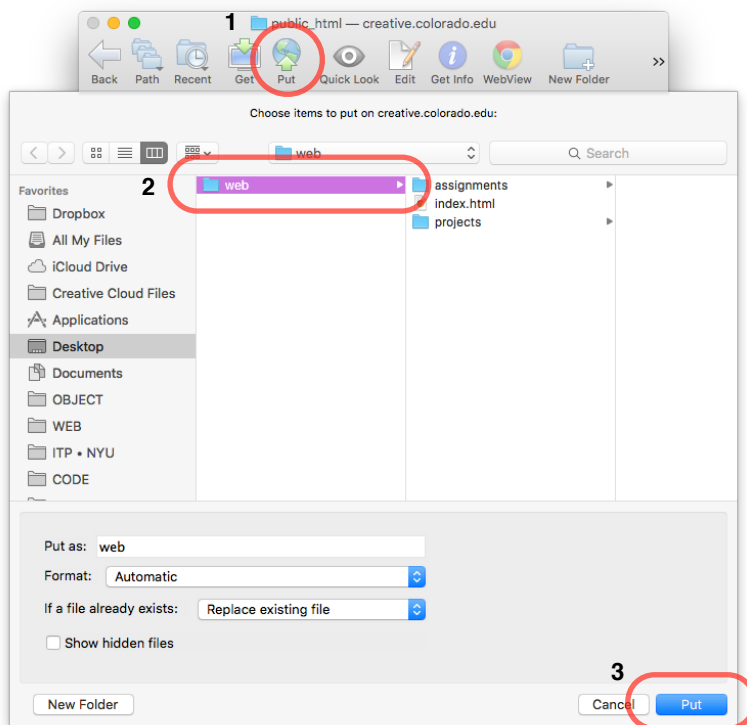 1 public_html — creative.colorado.edu
Back Path Recent Get Put Quick Look Edit Get Info WebView New Folder >>
Choose items to put on creative.colorado.edu:
web
Search
2
Favorites
Dropbox
All My Files
iCloud Drive
Creative Cloud Files
Applications
Desktop
Documents
OBJECT
WEB
ITP • NYU
CODE
web
assignments
index.html
projects
Put as: web
Format: Automatic
If a file already exists: Replace existing file
Show hidden files
3
New Folder Cancel Put